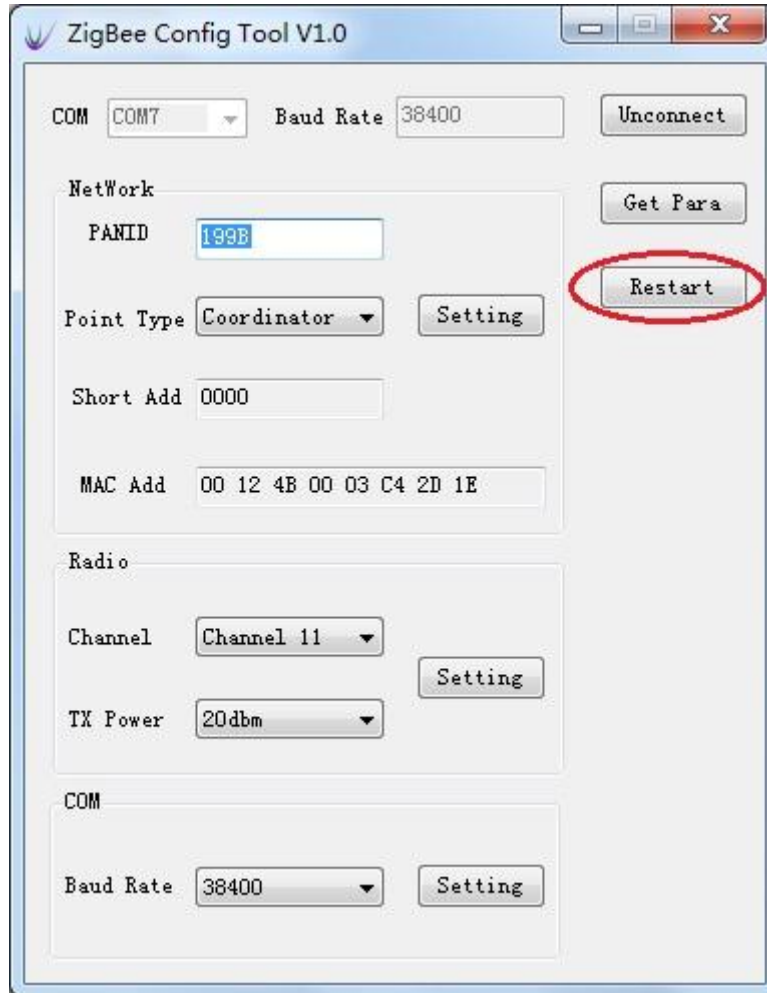 ZigBee Config Tool V1.0
COM COM7 Baud Rate 38400 Unconnect
NetWork
Get Para
PANID 199B
Restart
Point Type Coordinator Setting
Short Add 0000
MAC Add 00 12 4B 00 03 C4 2D 1E
Radio
Channel Channel 11
Setting
TX Power 20dbm
COM
Baud Rate 38400 Setting